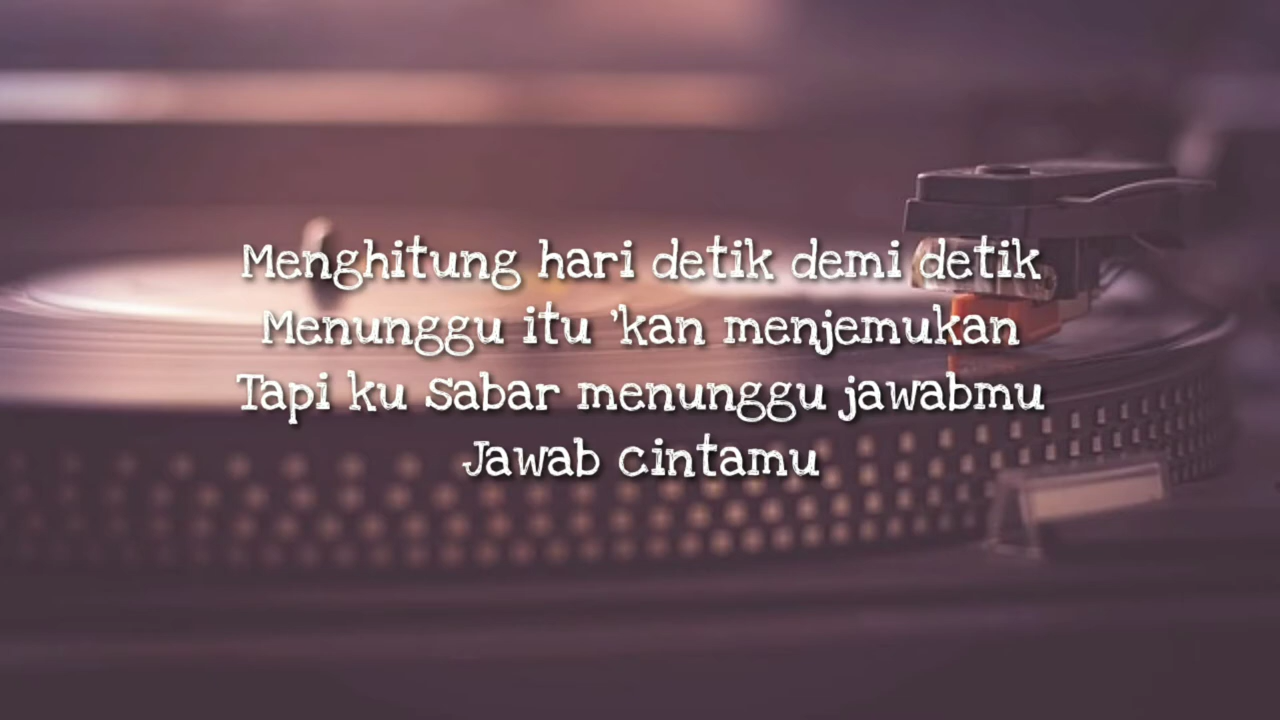 Menghitung hari detik demi detik
Menunggu itu 'kan menjemukan
Tapi ku sabar menunggu jawabmu
Jawab cintamu